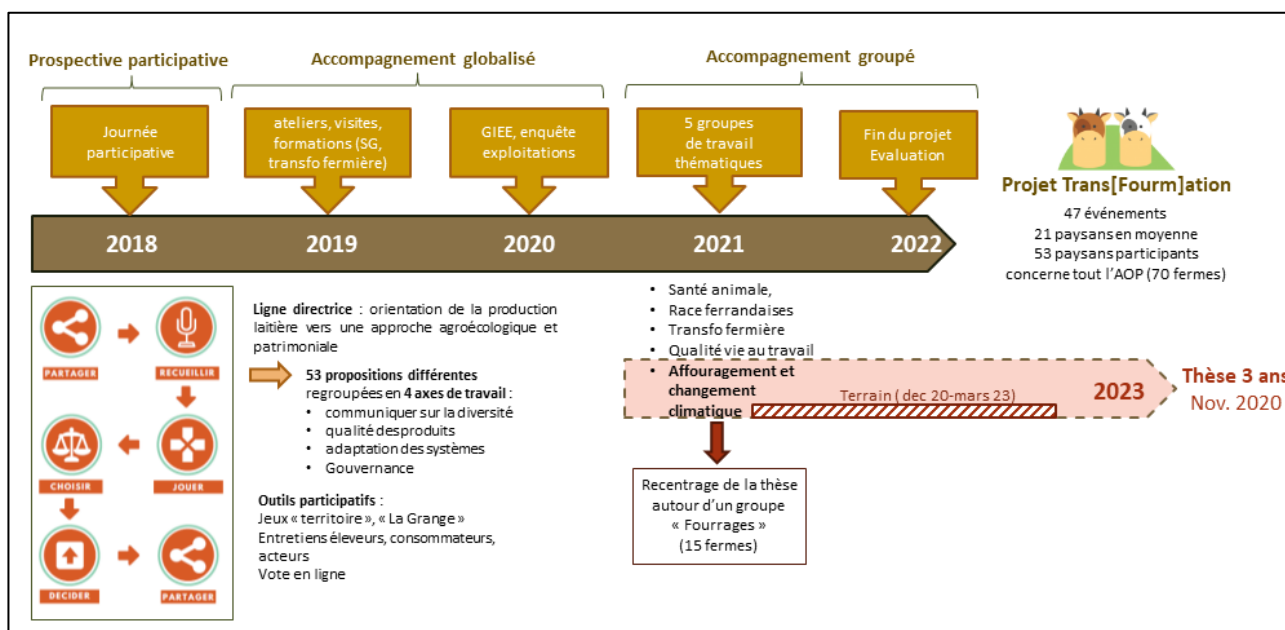 Prospective participative
Accompagnement globalisé
Accompagnement groupé
Journée
participative
ateliers, visites,
formations (SG,
transfo fermière)
GIEE, enquête
exploitations
5 groupes
de travail
thématiques
Fin du projet
Evaluation
Projet Trans[Fourm]ation
47 événements
21 paysans en moyenne
53 paysans participants
concerne tout l'AOP (70 fermes)
2018
2019
2020
2021
2022
PARTAGER
RECUEILLIR
CHOISIR
JOUER
DECIDER
PARTAGER
Ligne directrice : orientation de la production
laitière vers une approche agroécologique et
patrimoniale
53 propositions différentes
regroupées en 4 axes de travail :
• communiquer sur la diversité
• qualité desproduits
• adaptation des systèmes
• Gouvernance
Outils participatifs :
Jeux « territoire », « La Grange »
Entretiens éleveurs, consommateurs,
acteurs
Vote en ligne
• Santé animale,
• Race ferrandaises
• Transfo fermière
• Qualité vie au travail
• Affouragement et
changement
climatique
Terrain ( dec 20-mars 23)
2023
Thèse 3 ans
Nov. 2020
Recentrage de la thèse
autour d'un groupe
« Fourrages »
(15 fermes)